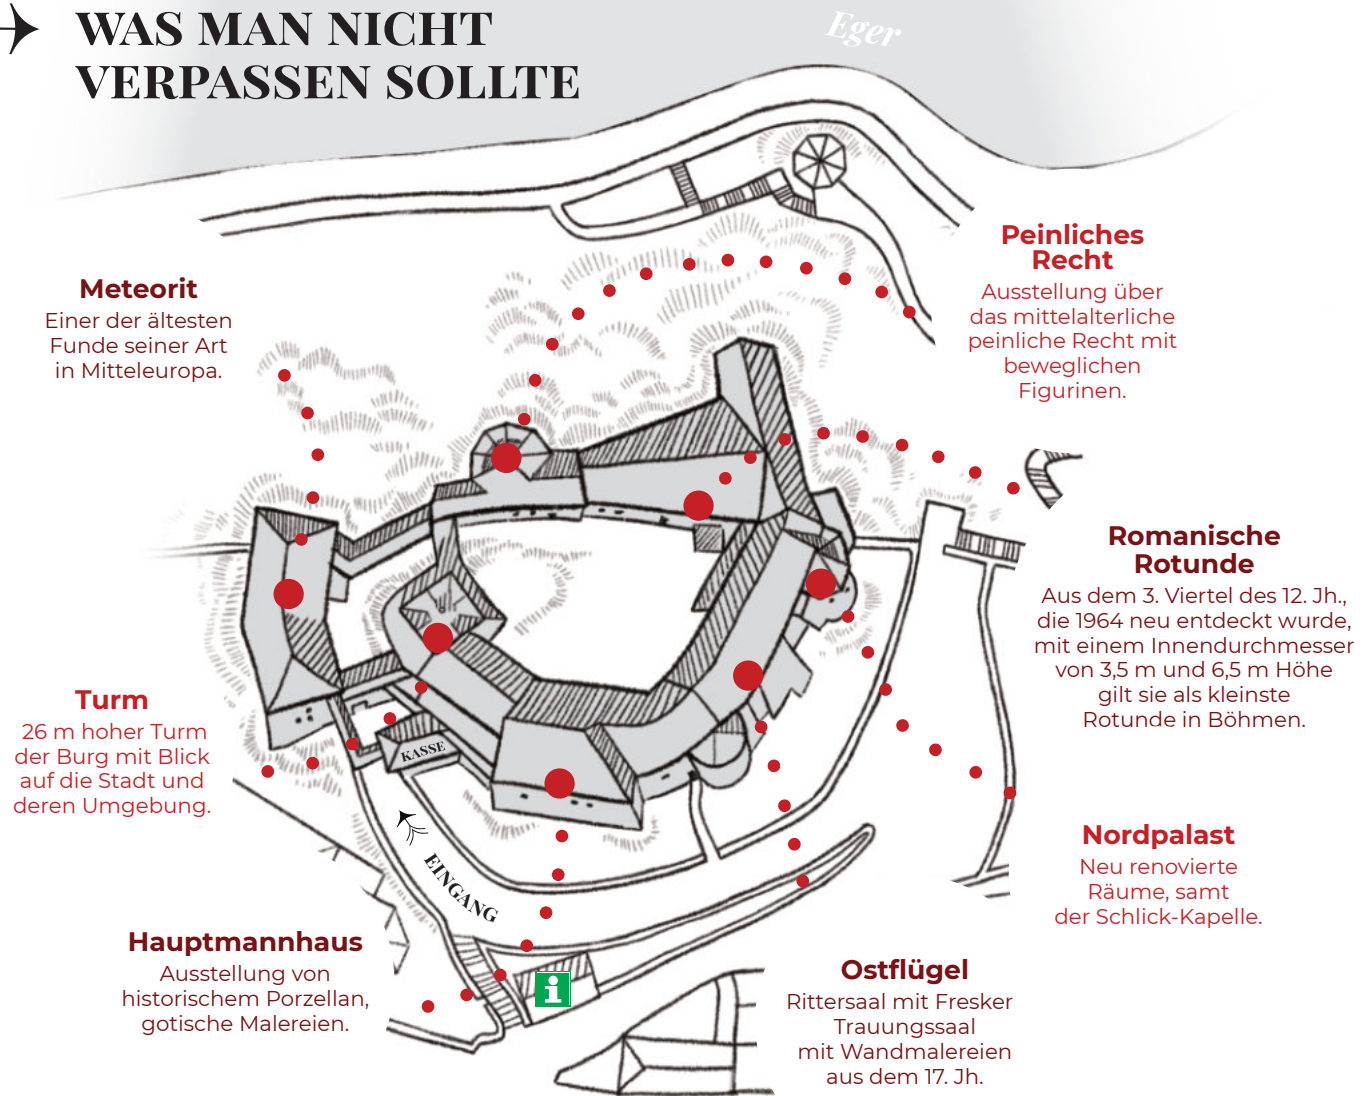 WAS MAN NICHT
VERPASSEN SOLLTE
Eger
Peinliches
Recht
Ausstellung über
das mittelalterliche
peinliche Recht mit
beweglichen
Figurinen.
Meteorit
Einer der ältesten
Funde seiner Art
in Mitteleuropa.
Romanische
Rotunde
Aus dem 3. Viertel des 12. Jh.,
die 1964 neu entdeckt wurde,
mit einem Innendurchmesser
von 3,5 m und 6,5 m Höhe
gilt sie als kleinste
Rotunde in Böhmen.
Turm
26 m hoher Turm
der Burg mit Blick
auf die Stadt und
deren Umgebung.
KASSE
EINGANG
Nordpalast
Neu renovierte
Räume, samt
der Schlick-Kapelle.
Hauptmannhaus
Ausstellung von
historischem Porzellan,
gotische Malereien.
i
Ostflügel
Rittersaal mit Fresker
Trauungssaal
mit Wandmalereien
aus dem 17. Jh.